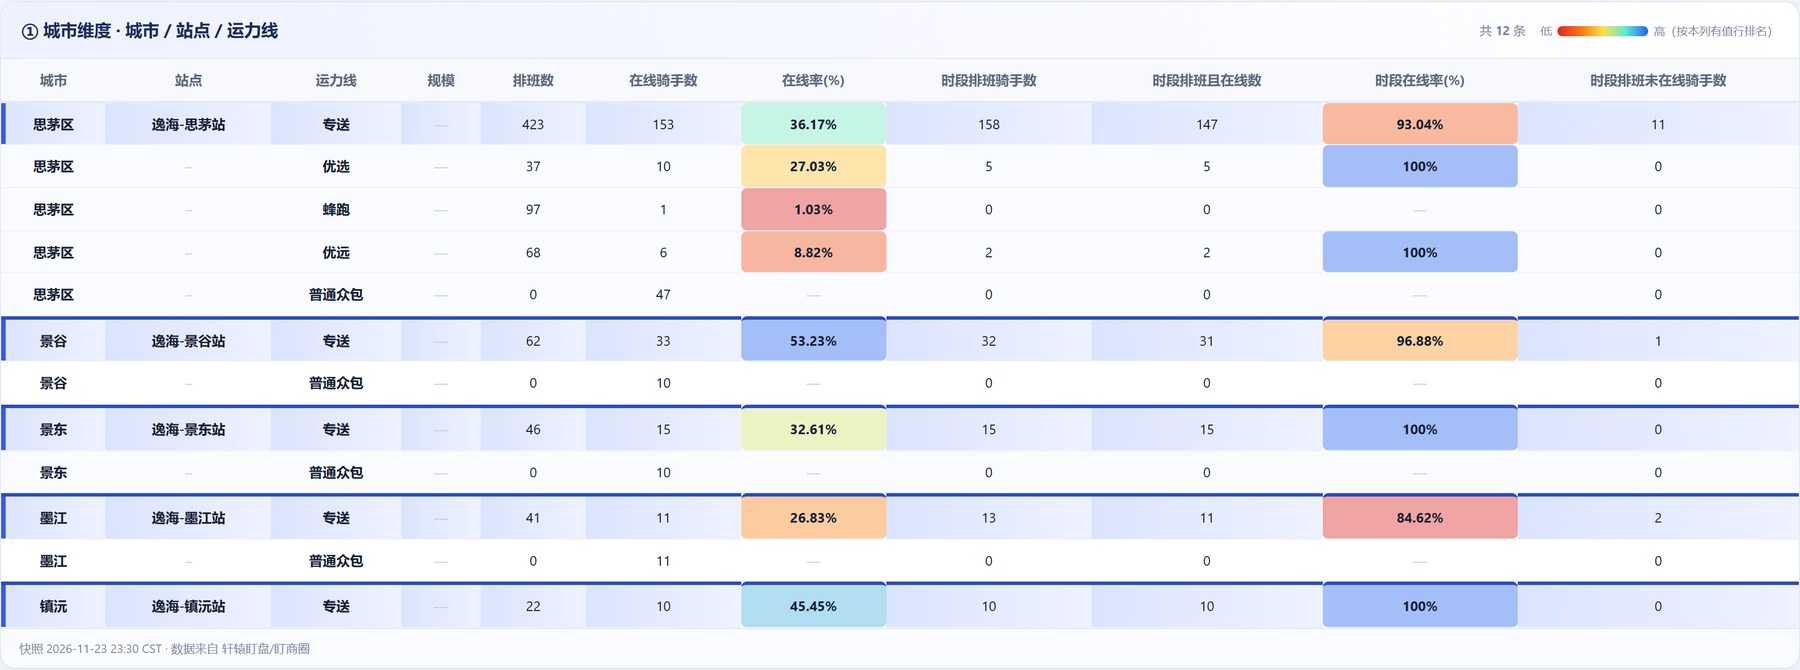 ① 城市维度 · 城市 / 站点 / 运力线
共 12 条 低 高 (按本列有值行排名)
城市 站点 运力线 规模 排班数 在线骑手数 在线率(%) 时段排班骑手数 时段排班且在线数 时段在线率(%) 时段排班未在线骑手数
思茅区 逸海-思茅站 专送 — 423 153 36.17% 158 147 93.04% 11
思茅区 – 优选 — 37 10 27.03% 5 5 100% 0
思茅区 – 蜂跑 — 97 1 1.03% 0 0 — 0
思茅区 – 优远 — 68 6 8.82% 2 2 100% 0
思茅区 – 普通众包 — 0 47 — 0 0 — 0
景谷 逸海-景谷站 专送 — 62 33 53.23% 32 31 96.88% 1
景谷 – 普通众包 — 0 10 — 0 0 — 0
景东 逸海-景东站 专送 — 46 15 32.61% 15 15 100% 0
景东 – 普通众包 — 0 10 — 0 0 — 0
墨江 逸海-墨江站 专送 — 41 11 26.83% 13 11 84.62% 2
墨江 – 普通众包 — 0 11 — 0 0 — 0
镇沅 逸海-镇沅站 专送 — 22 10 45.45% 10 10 100% 0
快照 2026-11-23 23:30 CST · 数据来自 轩辕盯盘/盯商圈